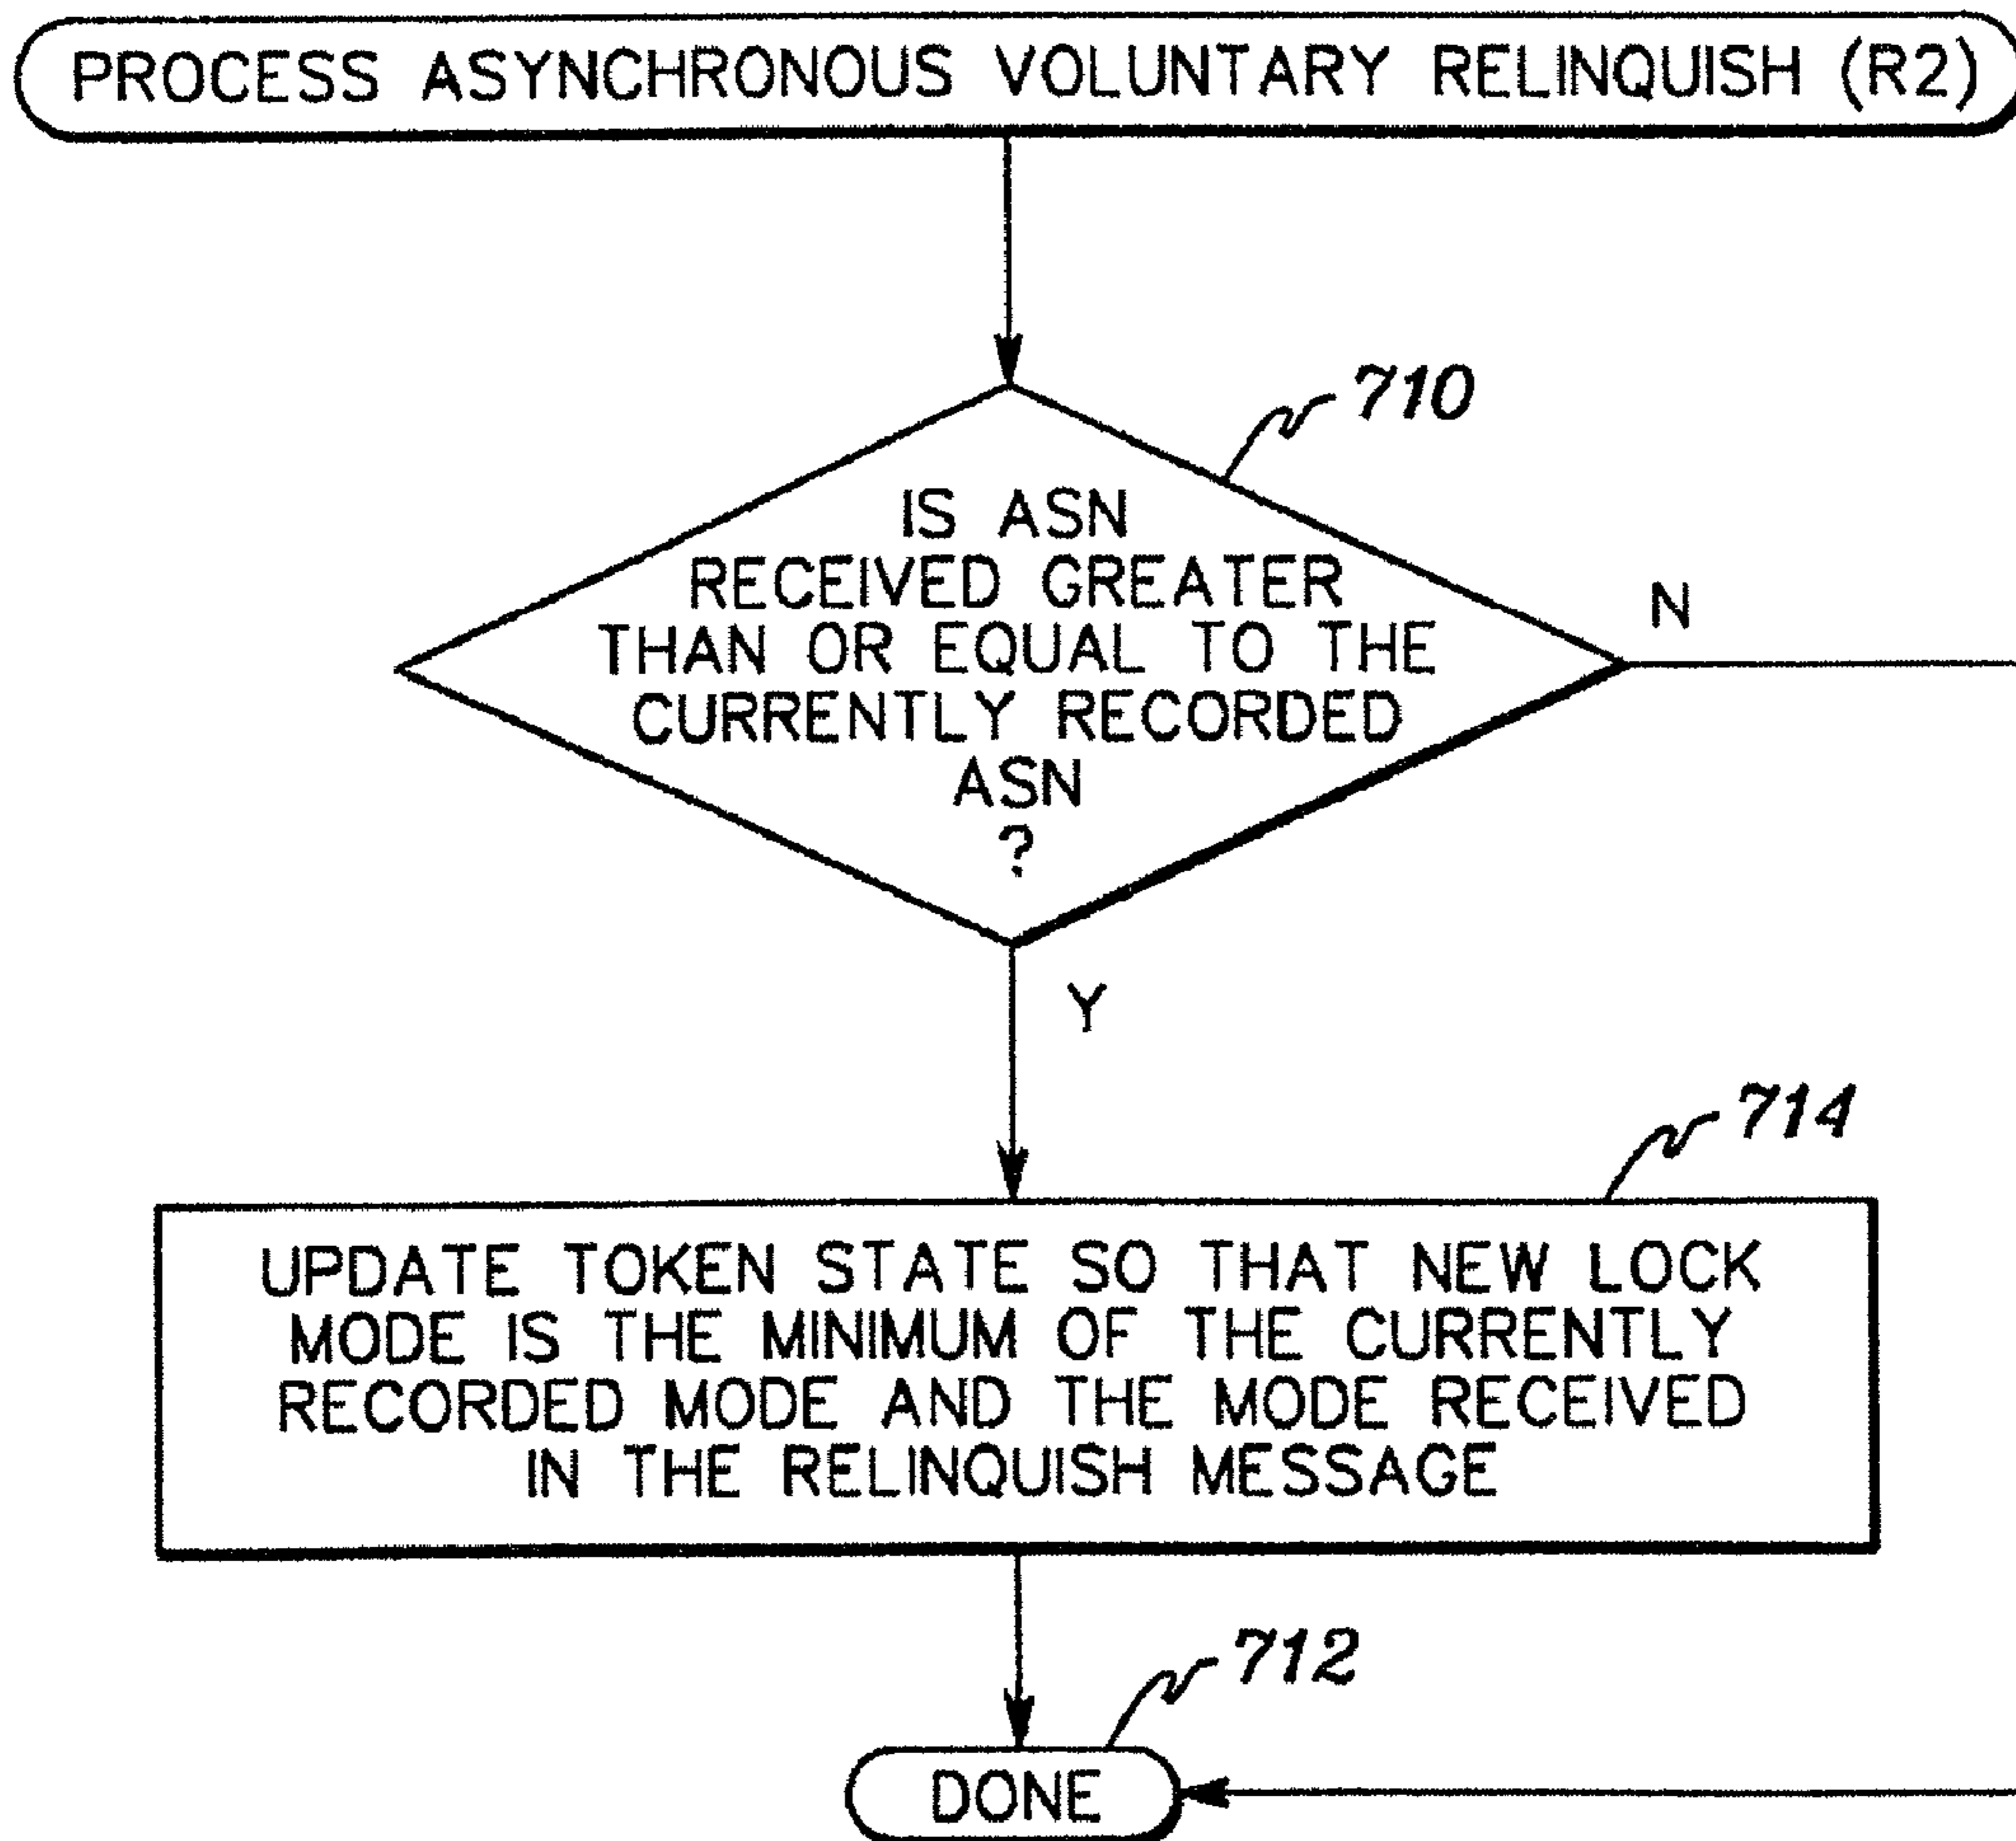 PROCESS ASYNCHRONOUS VOLUNTARY RELINQUISH (R2)
710
IS ASN
RECEIVED GREATER
THAN OR EQUAL TO THE
CURRENTLY RECORDED
ASN
?
N
Y
714
UPDATE TOKEN STATE SO THAT NEW LOCK
MODE IS THE MINIMUM OF THE CURRENTLY
RECORDED MODE AND THE MODE RECEIVED
IN THE RELINQUISH MESSAGE
712
DONE